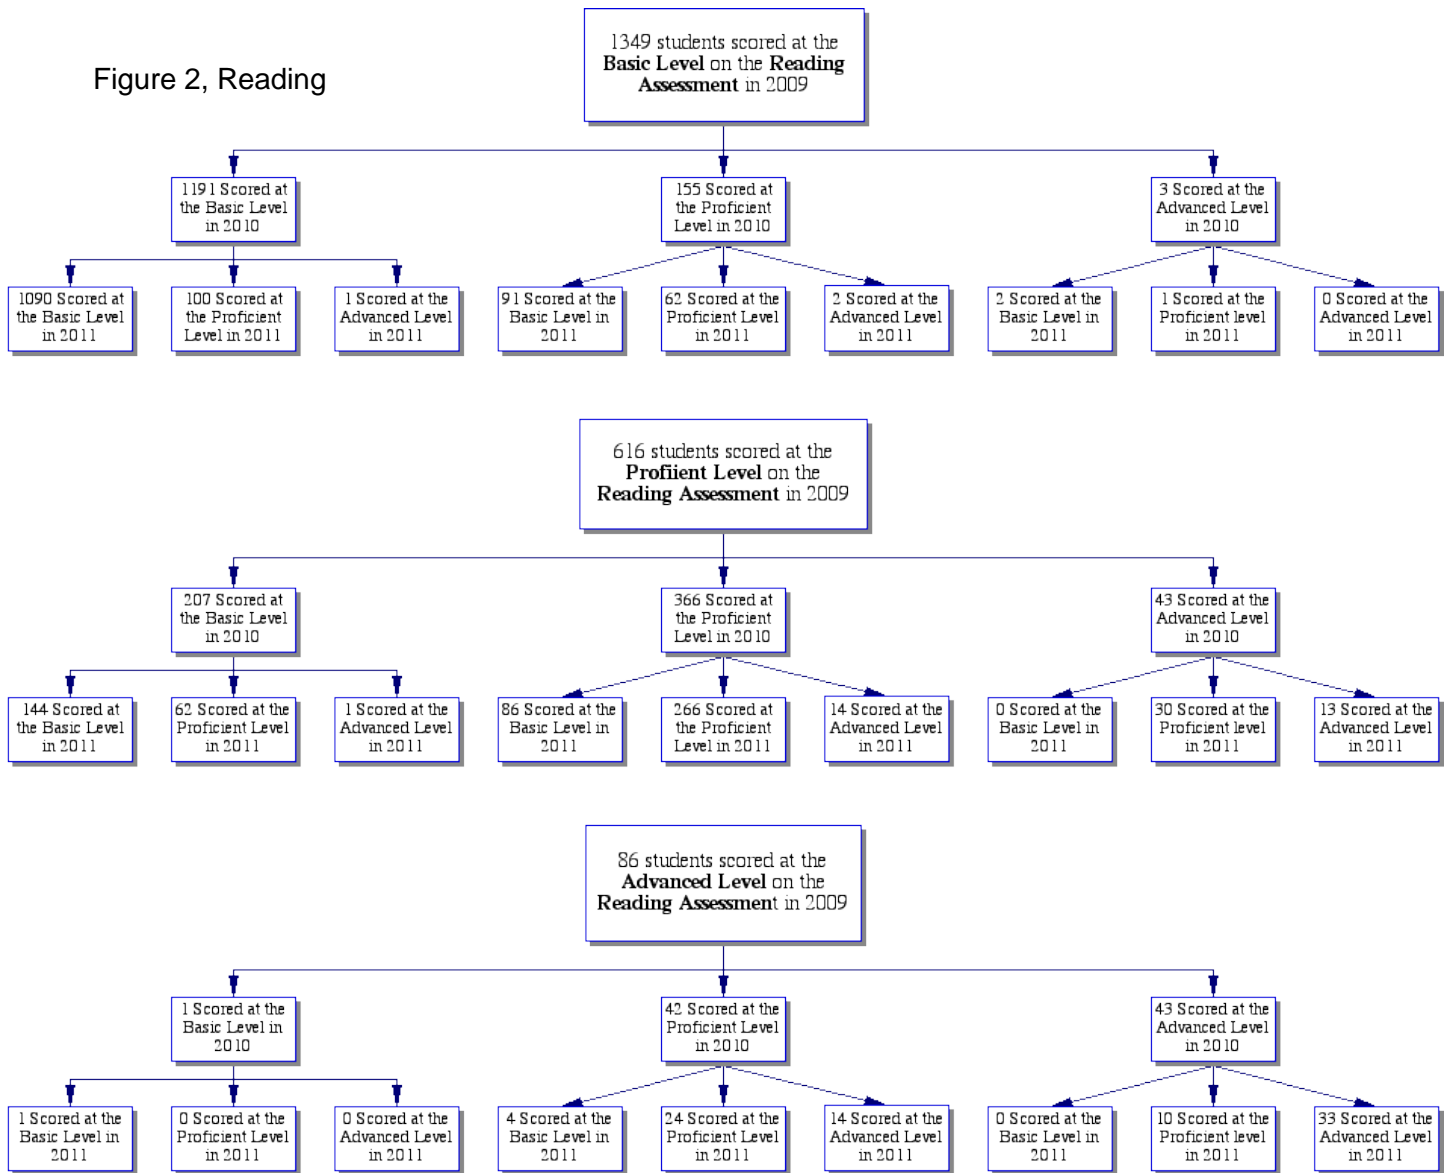 Figure 2, Reading
1349 students scored at the
Basic Level on the Reading
Assessment in 2009
1191 Scored at
the Basic Level
in 2010
155 Scored at
the Proficient
Level in 2010
3 Scored at the
Advanced Level
in 2010
1090 Scored at
the Basic Level
in 2011
100 Scored at
the Proficient
Level in 2011
1 Scored at the
Advanced Level
in 2011
91 Scored at the
Basic Level in
2011
62 Scored at the
Proficient Level
in 2011
2 Scored at the
Advanced Level
in 2011
2 Scored at the
Basic Level in
2011
1 Scored at the
Proficient level
in 2011
0 Scored at the
Advanced Level
in 2011
616 students scored at the
Profiient Level on the
Reading Assessment in 2009
207 Scored at
the Basic Level
in 2010
366 Scored at
the Proficient
Level in 2010
43 Scored at the
Advanced Level
in 2010
144 Scored at
the Basic Level
in 2011
62 Scored at the
Proficient Level
in 2011
1 Scored at the
Advanced Level
in 2011
86 Scored at the
Basic Level in
2011
266 Scored at
the Proficient
Level in 2011
14 Scored at the
Advanced Level
in 2011
0 Scored at the
Basic Level in
2011
30 Scored at the
Proficient level
in 2011
13 Scored at the
Advanced Level
in 2011
86 students scored at the
Advanced Level on the
Reading Assessment in 2009
1 Scored at the
Basic Level in
2010
42 Scored at the
Proficient Level
in 2010
43 Scored at the
Advanced Level
in 2010
1 Scored at the
Basic Level in
2011
0 Scored at the
Proficient Level
in 2011
0 Scored at the
Advanced Level
in 2011
4 Scored at the
Basic Level in
2011
24 Scored at the
Proficient Level
in 2011
14 Scored at the
Advanced Level
in 2011
0 Scored at the
Basic Level in
2011
10 Scored at the
Proficient level
in 2011
33 Scored at the
Advanced Level
in 2011